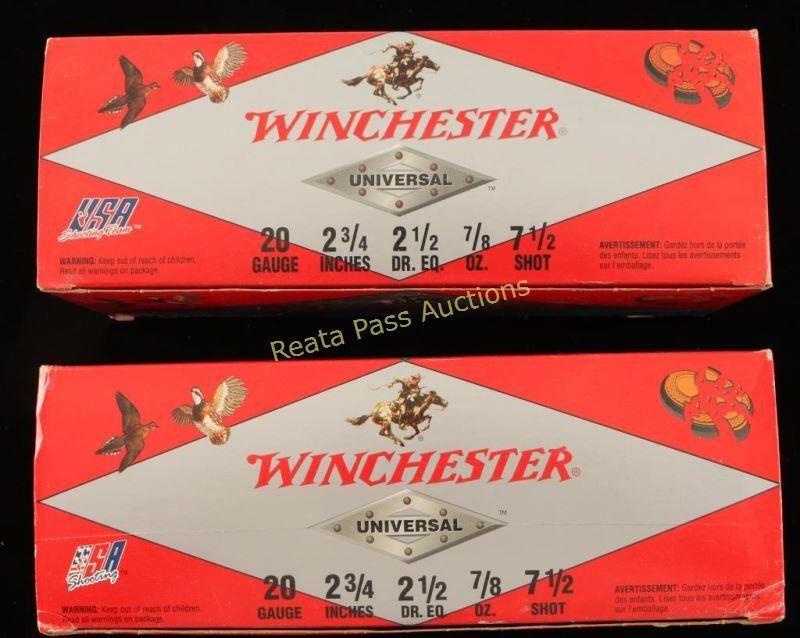 WINCHESTER®
UNIVERSAL™
USA
Shooting Team™
20 2 3/4 2 1/2 7/8 7 1/2
GAUGE INCHES DR. EQ. OZ. SHOT
WARNING: Keep out of reach of children.
Read all warnings on package.
AVERTISSEMENT: Gardez hors de la portée
des enfants. Lisez tous les avertissements
sur l'emballage.
Reata Pass Auctions
WINCHESTER®
UNIVERSAL™
USA
Shooting™
20 2 3/4 2 1/2 7/8 7 1/2
GAUGE INCHES DR. EQ. OZ. SHOT
WARNING: Keep out of reach of children.
Read all warnings on package.
AVERTISSEMENT: Gardez hors de la portée
des enfants. Lisez tous les avertissements
sur l'emballage.